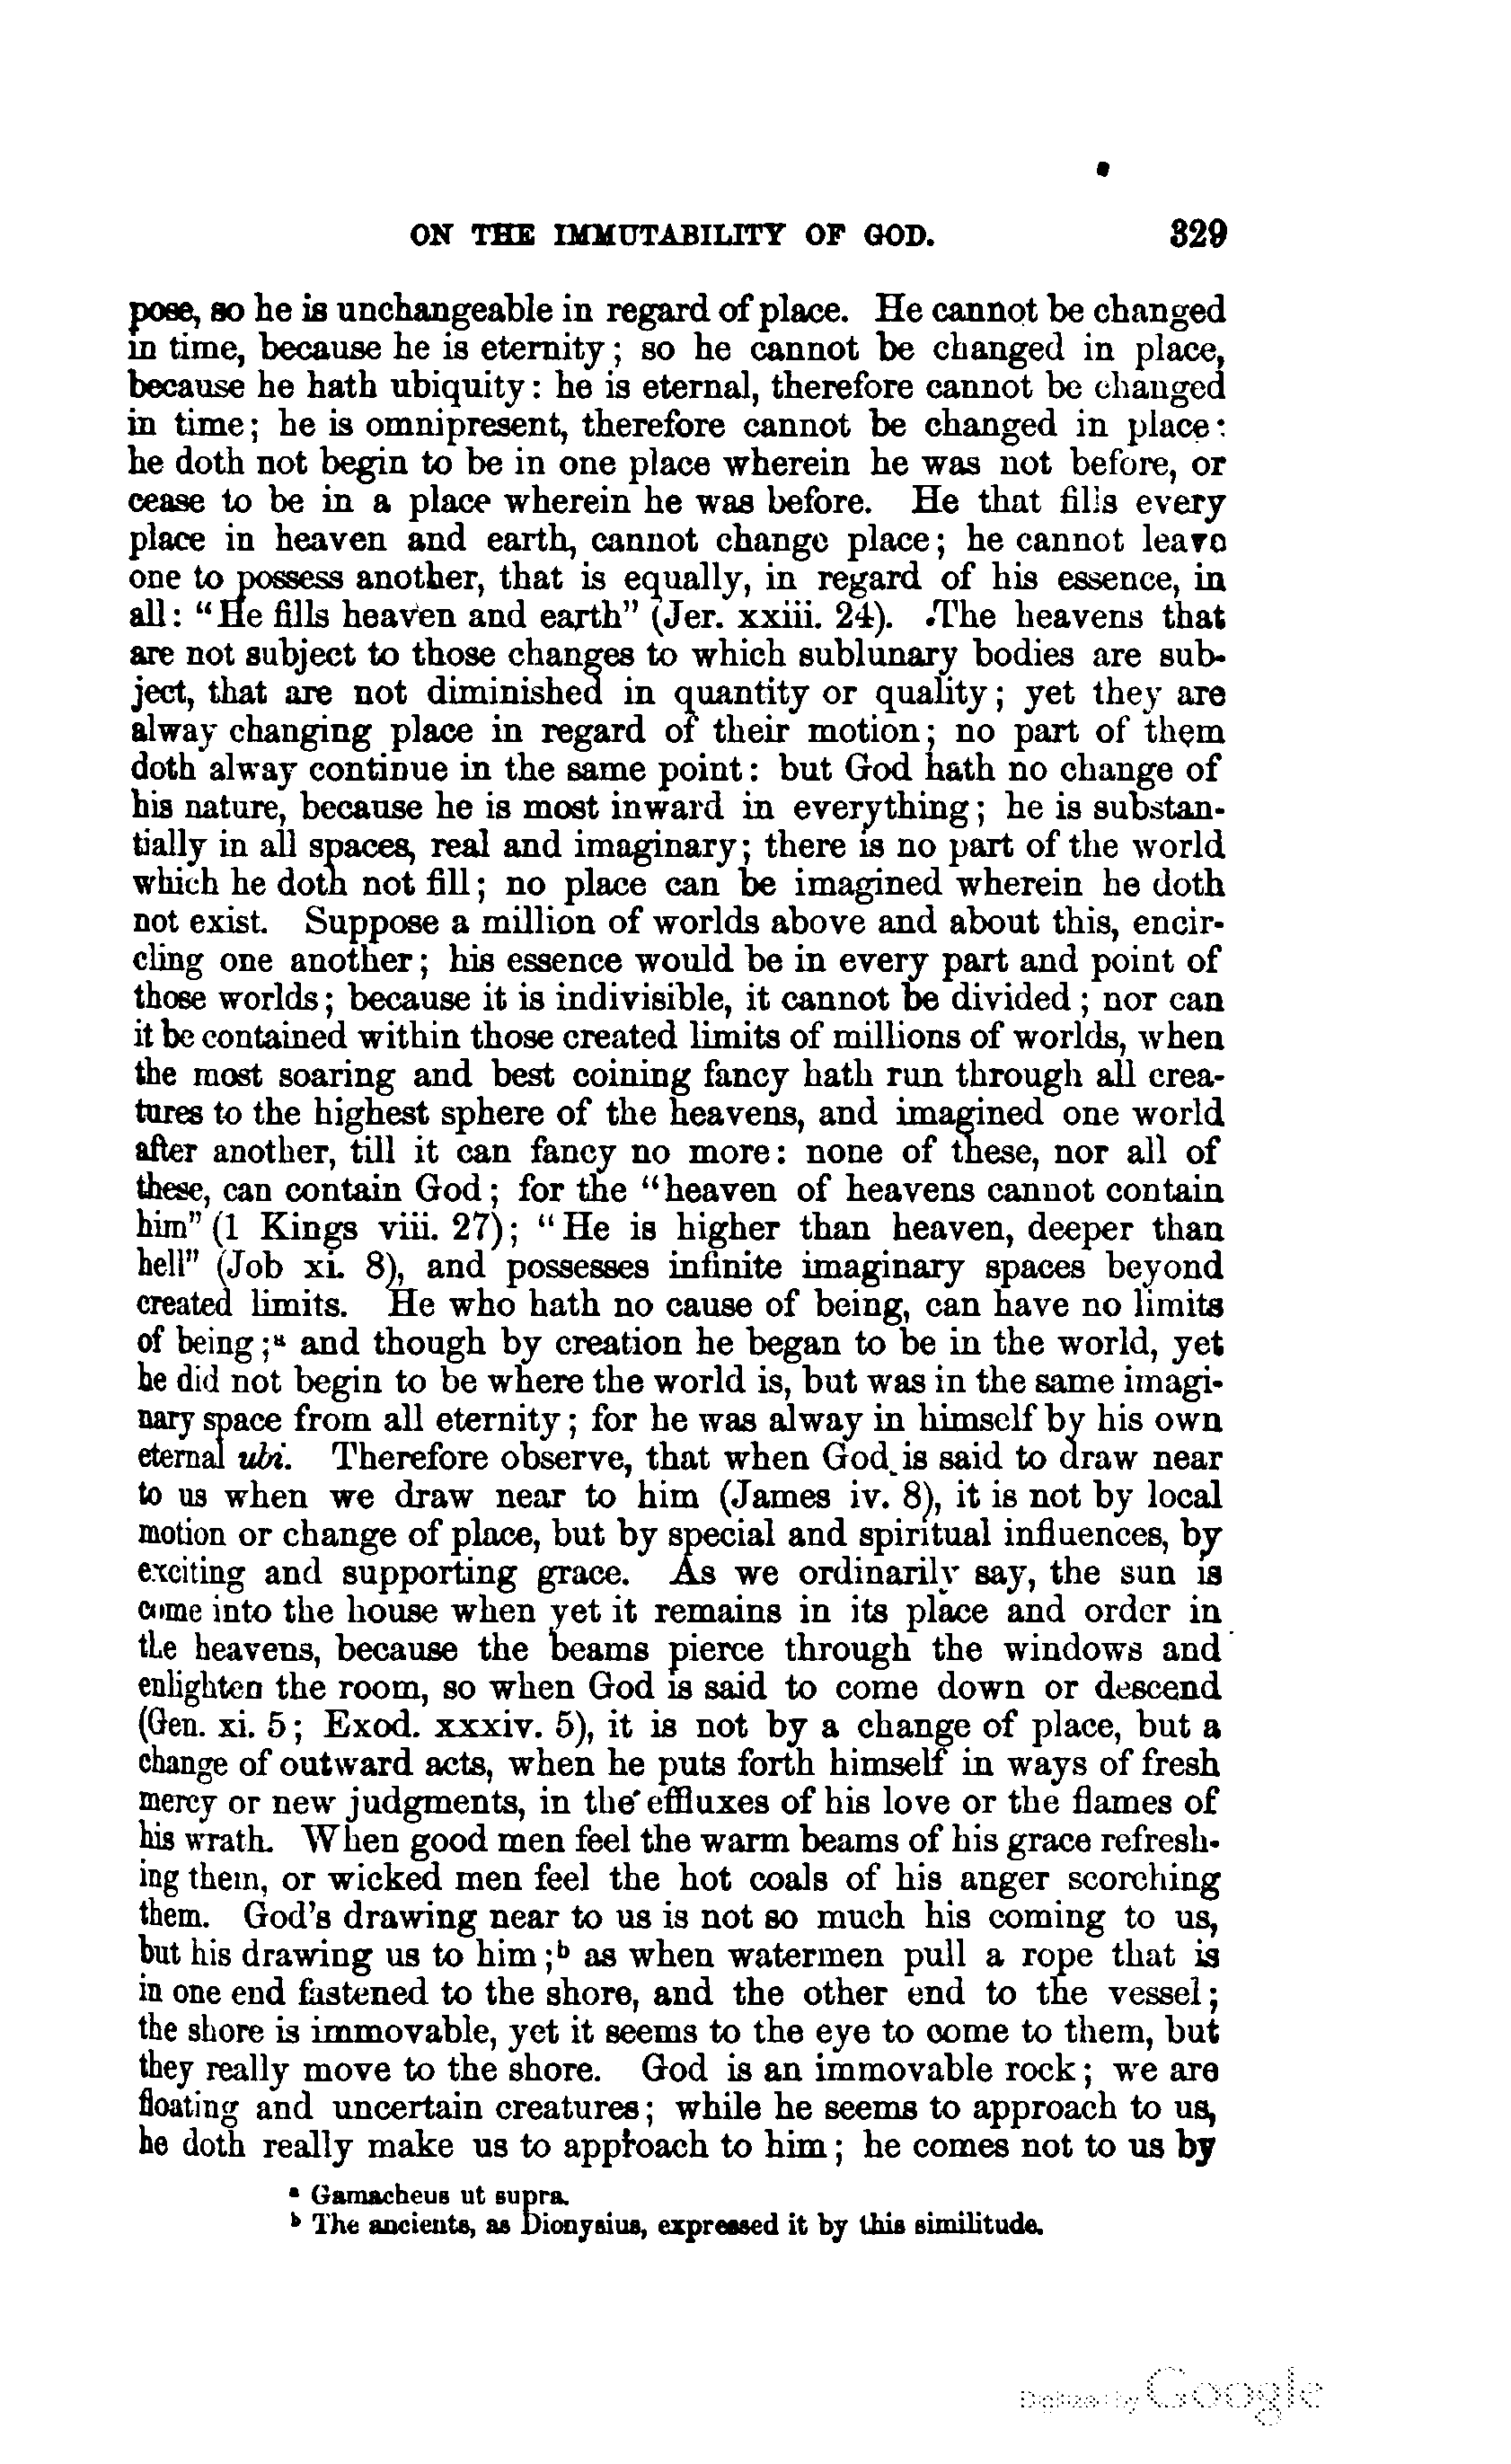 ON THE IMMUTABILITY OF GOD. 329
pose, so he is unchangeable in regard of place. He cannot be changed
in time, because he is eternity; so he cannot be changed in place,
because he hath ubiquity: he is eternal, therefore cannot be changed
in time; he is omnipresent, therefore cannot be changed in place:
he doth not begin to be in one place wherein he was not before, or
cease to be in a place wherein he was before. He that fills every
place in heaven and earth, cannot change place; he cannot leave
one to possess another, that is equally, in regard of his essence, in
all: "He fills heaven and earth" (Jer. xxiii. 24). The heavens that
are not subject to those changes to which sublunary bodies are sub-
ject, that are not diminished in quantity or quality; yet they are
alway changing place in regard of their motion; no part of them
doth alway continue in the same point: but God hath no change of
his nature, because he is most inward in everything; he is substan-
tially in all spaces, real and imaginary; there is no part of the world
which he doth not fill; no place can be imagined wherein he doth
not exist. Suppose a million of worlds above and about this, encir-
cling one another; his essence would be in every part and point of
those worlds; because it is indivisible, it cannot be divided; nor can
it be contained within those created limits of millions of worlds, when
the most soaring and best coining fancy hath run through all crea-
tures to the highest sphere of the heavens, and imagined one world
after another, till it can fancy no more: none of these, nor all of
these, can contain God; for the "heaven of heavens cannot contain
him" (1 Kings viii. 27); "He is higher than heaven, deeper than
hell" (Job xi. 8), and possesses infinite imaginary spaces beyond
created limits. He who hath no cause of being, can have no limits
of being;ᵃ and though by creation he began to be in the world, yet
he did not begin to be where the world is, but was in the same imagi-
nary space from all eternity; for he was alway in himself by his own
eternal ubi. Therefore observe, that when God is said to draw near
to us when we draw near to him (James iv. 8), it is not by local
motion or change of place, but by special and spiritual influences, by
exciting and supporting grace. As we ordinarily say, the sun is
come into the house when yet it remains in its place and order in
the heavens, because the beams pierce through the windows and
enlighten the room, so when God is said to come down or descend
(Gen. xi. 5; Exod. xxxiv. 5), it is not by a change of place, but a
change of outward acts, when he puts forth himself in ways of fresh
mercy or new judgments, in the effluxes of his love or the flames of
his wrath. When good men feel the warm beams of his grace refresh-
ing them, or wicked men feel the hot coals of his anger scorching
them. God's drawing near to us is not so much his coming to us,
but his drawing us to him;ᵇ as when watermen pull a rope that is
in one end fastened to the shore, and the other end to the vessel;
the shore is immovable, yet it seems to the eye to come to them, but
they really move to the shore. God is an immovable rock; we are
floating and uncertain creatures; while he seems to approach to us,
he doth really make us to approach to him; he comes not to us by
ᵃ Gamacheus ut supra.
ᵇ The ancients, as Dionysius, expressed it by this similitude.
Digitized by Google